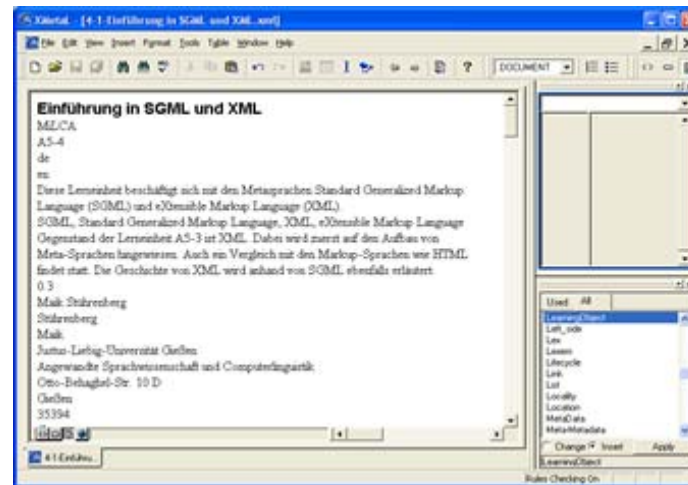 XMetaL - [4-1-Einführung in SGML und XML.xml]
File Edit View Insert Format Tools Table Window Help
DOCUMENT
Einführung in SGML und XML
MiLCA
A5-4
de
en
Diese Lerneinheit beschäftigt sich mit den Metasprachen Standard Generalized Markup
Language (SGML) und eXtensible Markup Language (XML).
SGML, Standard Generalized Markup Language, XML, eXtensible Markup Language
Gegenstand der Lerneinheit A5-3 ist XML. Dabei wird zuerst auf den Aufbau von
Meta-Sprachen hingewiesen. Auch ein Vergleich mit den Markup-Sprachen wie HTML
findet statt. Die Geschichte von XML wird anhand von SGML ebenfalls erläutert.
0.3
Maik Stührenberg
Stührenberg
Maik
Justus-Liebig-Universität Gießen
Angewandte Sprachwissenschaft und Computerlinguistik
Otto-Behaghel-Str. 10 D
Gießen
35394
4-1-Einführu...
Used All
LearningObject
Left_side
Lex
Lexem
Lifecycle
Link
List
Locality
Location
MetaData
Meta-Metadata
Change Insert Apply
LearningObject
Rules Checking On